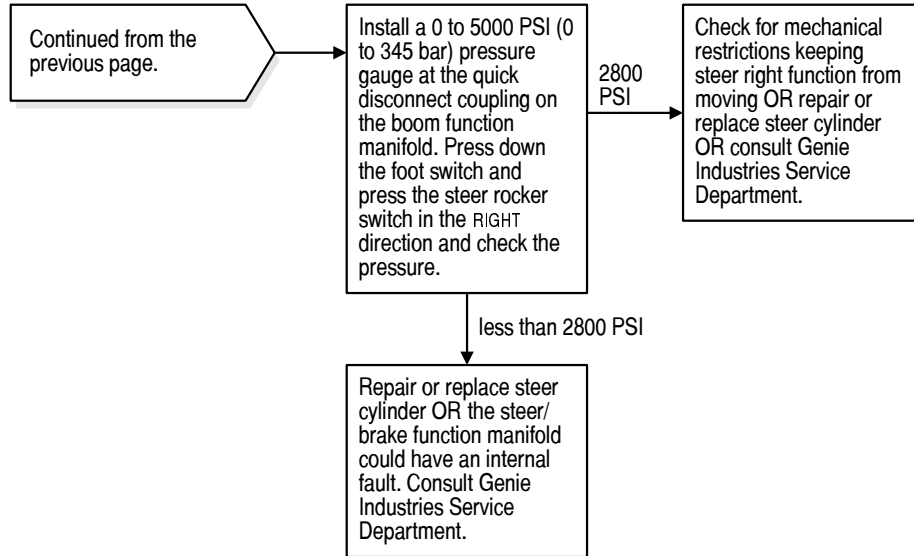 Continued from the
previous page.
Install a 0 to 5000 PSI (0
to 345 bar) pressure
gauge at the quick
disconnect coupling on
the boom function
manifold. Press down
the foot switch and
press the steer rocker
switch in the RIGHT
direction and check the
pressure.
2800
PSI
Check for mechanical
restrictions keeping
steer right function from
moving OR repair or
replace steer cylinder
OR consult Genie
Industries Service
Department.
less than 2800 PSI
Repair or replace steer
cylinder OR the steer/
brake function manifold
could have an internal
fault. Consult Genie
Industries Service
Department.